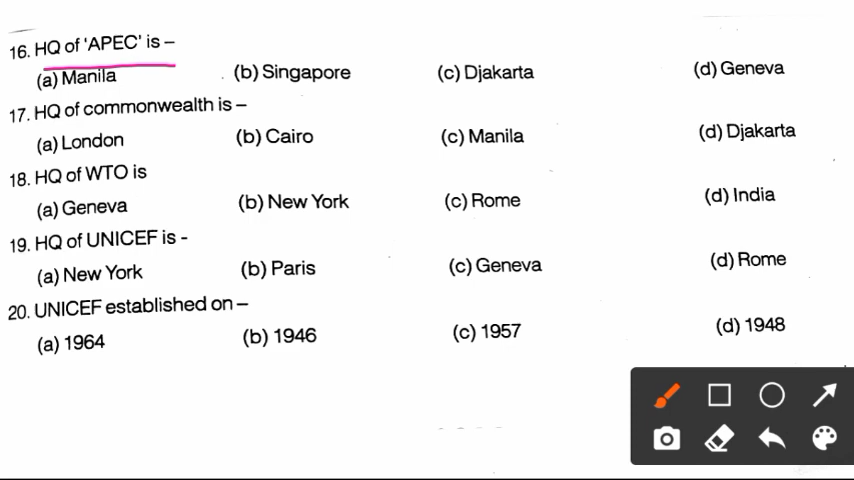 16. HQ of 'APEC' is –
(a) Manila (b) Singapore (c) Djakarta (d) Geneva
17. HQ of commonwealth is –
(a) London (b) Cairo (c) Manila (d) Djakarta
18. HQ of WTO is
(a) Geneva (b) New York (c) Rome (d) India
19. HQ of UNICEF is -
(a) New York (b) Paris (c) Geneva (d) Rome
20. UNICEF established on –
(a) 1964 (b) 1946 (c) 1957 (d) 1948